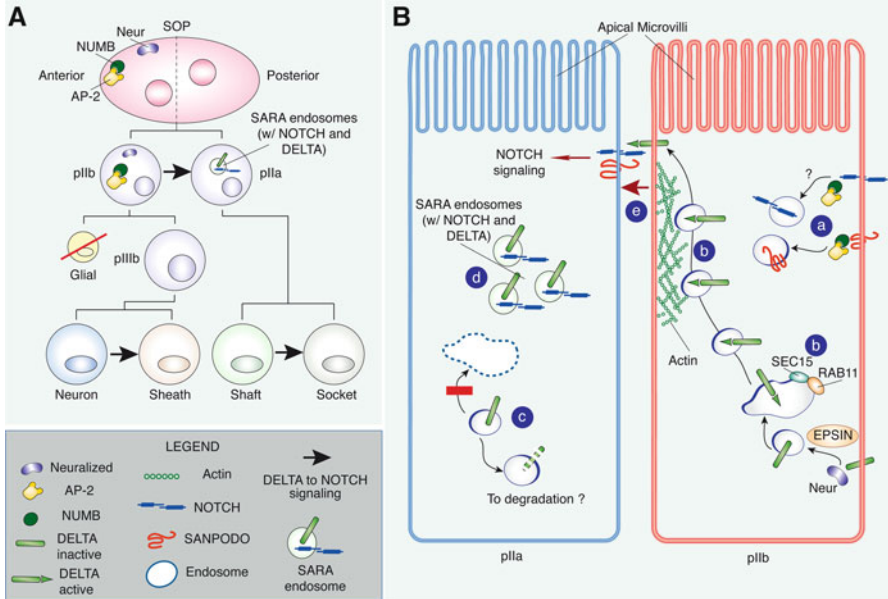 A
Neur
SOP
NUMB
Anterior
Posterior
AP-2
SARA endosomes
(w/ NOTCH and
DELTA)
pIIb
pIIa
Glial
pIIIb
Neuron
Sheath
Shaft
Socket
LEGEND
Neuralized
AP-2
NUMB
DELTA
inactive
DELTA
active
Actin
NOTCH
SANPODO
Endosome
DELTA to NOTCH
signaling
SARA
endosome
B
Apical Microvilli
NOTCH
signaling
e
?
a
SARA endosomes
(w/ NOTCH and
DELTA)
d
b
Actin
b
SEC15
RAB11
c
EPSIN
Neur
To degradation ?
pIIa
pIIb